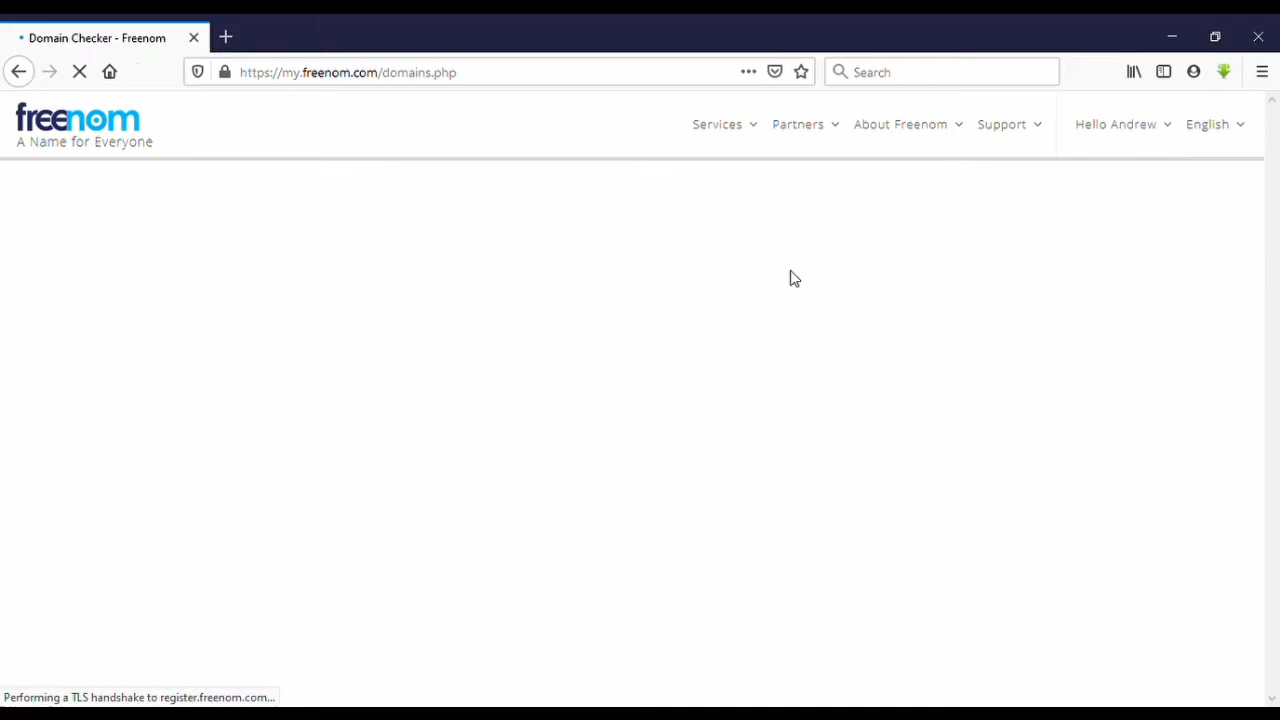 Domain Checker - Freenom
https://my.freenom.com/domains.php
Search
freenom
A Name for Everyone
Services
Partners
About Freenom
Support
Hello Andrew
English
Performing a TLS handshake to register.freenom.com...